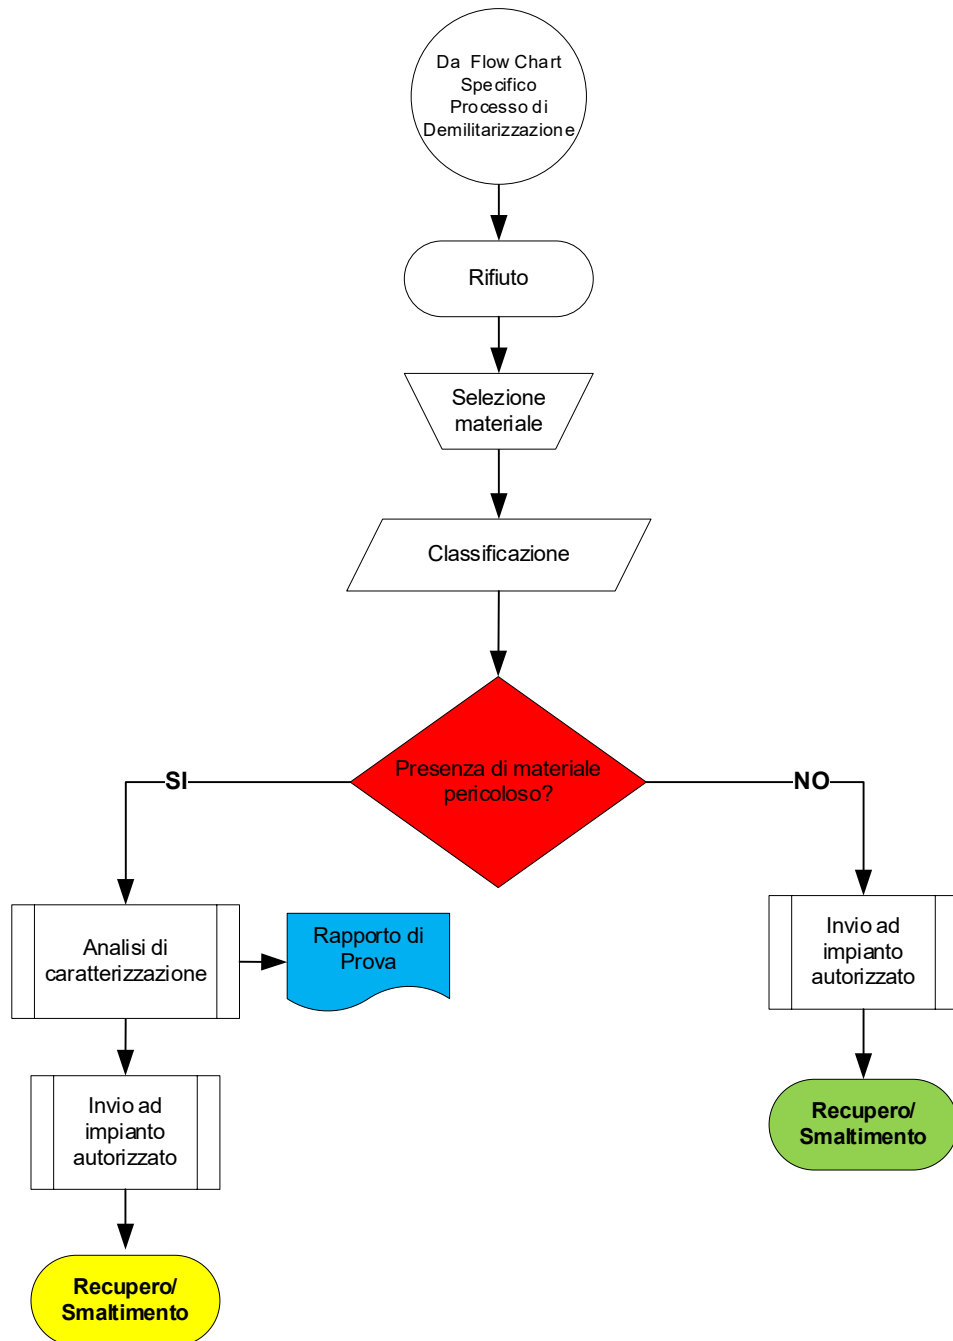 Da Flow Chart
Specifico
Processo di
Demilitarizzazione
Rifiuto
Selezione
materiale
Classificazione
Presenza di materiale
pericoloso?
SI
NO
Analisi di
caratterizzazione
Rapporto di
Prova
Invio ad
impianto
autorizzato
Invio ad
impianto
autorizzato
Recupero/
Smaltimento
Recupero/
Smaltimento